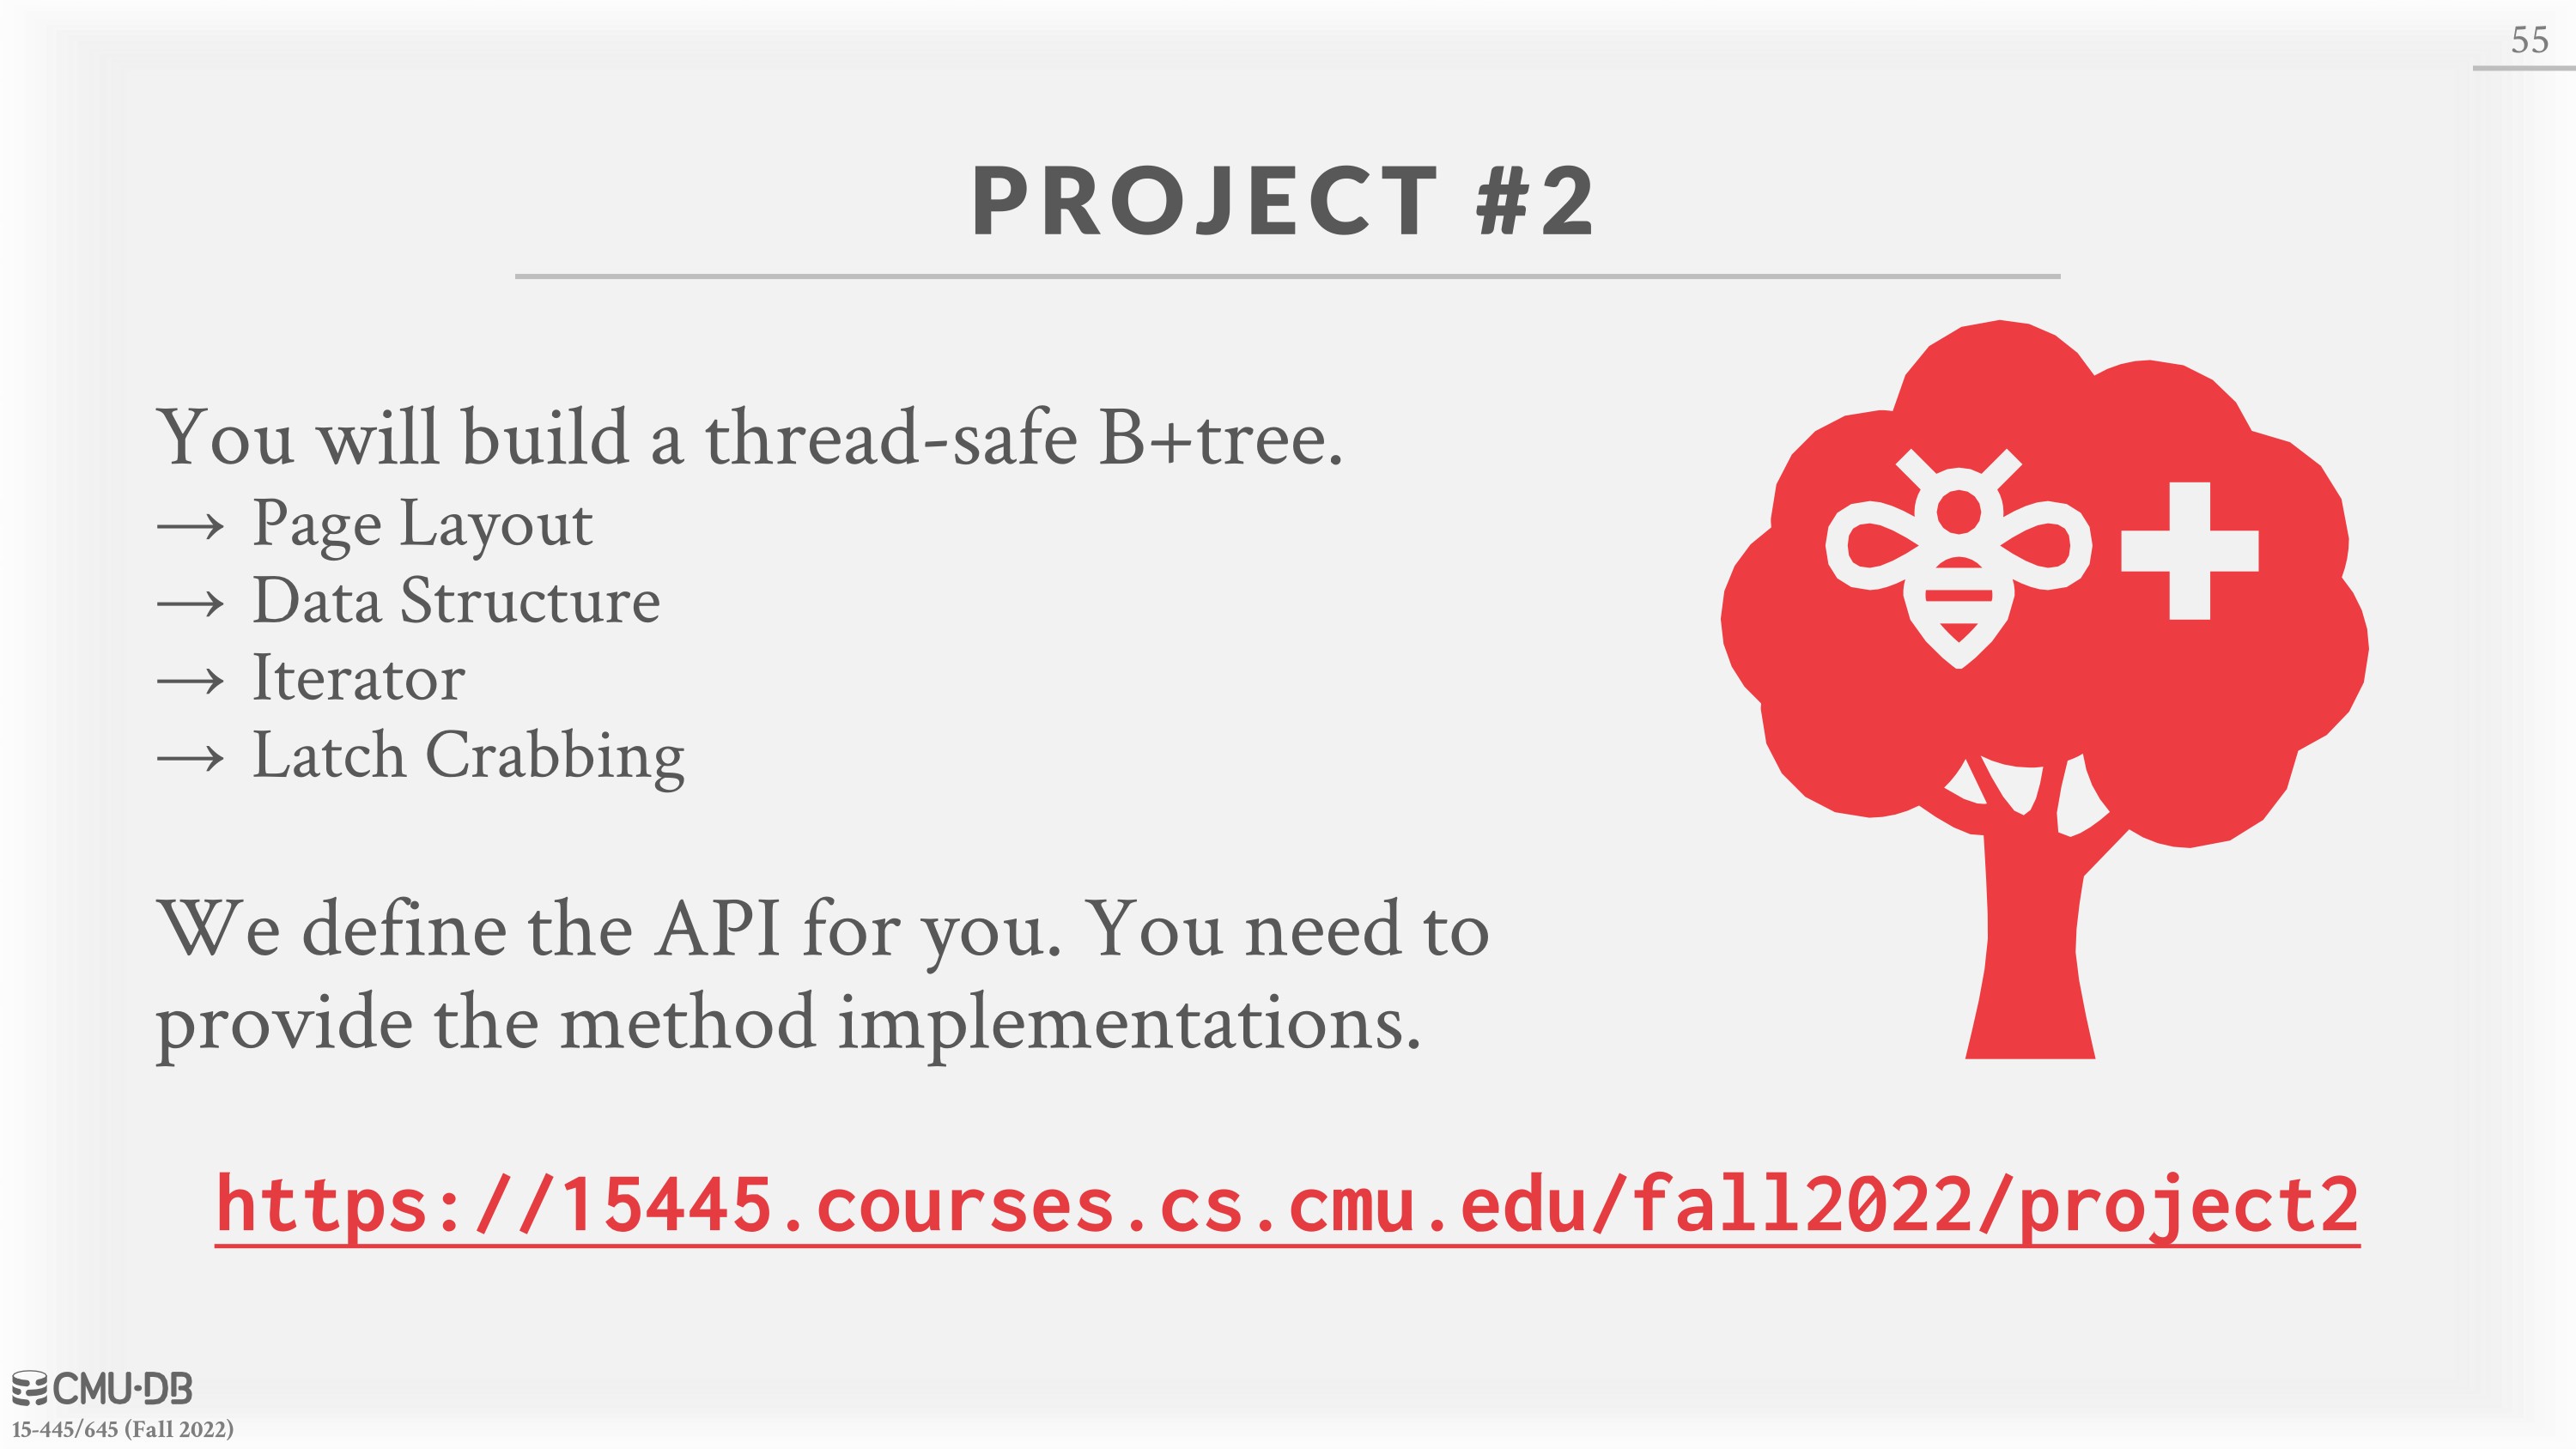 55
PROJECT #2
You will build a thread-safe B+tree.
→ Page Layout
→ Data Structure
→ Iterator
→ Latch Crabbing
We define the API for you. You need to
provide the method implementations.
https://15445.courses.cs.cmu.edu/fall2022/project2
CMU·DB
15-445/645 (Fall 2022)